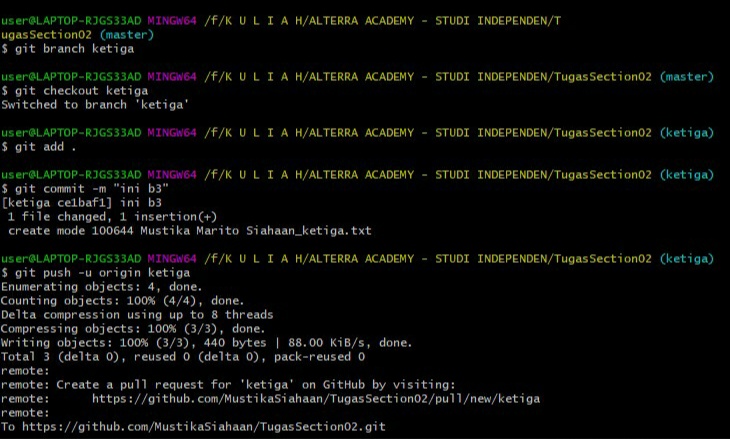 user@LAPTOP-RJGS33AD MINGW64 /f/K U L I A H/ALTERRA ACADEMY - STUDI INDEPENDEN/T
ugasSection02 (master)
$ git branch ketiga
user@LAPTOP-RJGS33AD MINGW64 /f/K U L I A H/ALTERRA ACADEMY - STUDI INDEPENDEN/TugasSection02 (master)
$ git checkout ketiga
Switched to branch 'ketiga'
user@LAPTOP-RJGS33AD MINGW64 /f/K U L I A H/ALTERRA ACADEMY - STUDI INDEPENDEN/TugasSection02 (ketiga)
$ git add .
user@LAPTOP-RJGS33AD MINGW64 /f/K U L I A H/ALTERRA ACADEMY - STUDI INDEPENDEN/TugasSection02 (ketiga)
$ git commit -m "ini b3"
[ketiga ce1baf1] ini b3
 1 file changed, 1 insertion(+)
 create mode 100644 Mustika Marito Siahaan_ketiga.txt
user@LAPTOP-RJGS33AD MINGW64 /f/K U L I A H/ALTERRA ACADEMY - STUDI INDEPENDEN/TugasSection02 (ketiga)
$ git push -u origin ketiga
Enumerating objects: 4, done.
Counting objects: 100% (4/4), done.
Delta compression using up to 8 threads
Compressing objects: 100% (3/3), done.
Writing objects: 100% (3/3), 440 bytes | 88.00 KiB/s, done.
Total 3 (delta 0), reused 0 (delta 0), pack-reused 0
remote:
remote: Create a pull request for 'ketiga' on GitHub by visiting:
remote:      https://github.com/MustikaSiahaan/TugasSection02/pull/new/ketiga
remote:
To https://github.com/MustikaSiahaan/TugasSection02.git